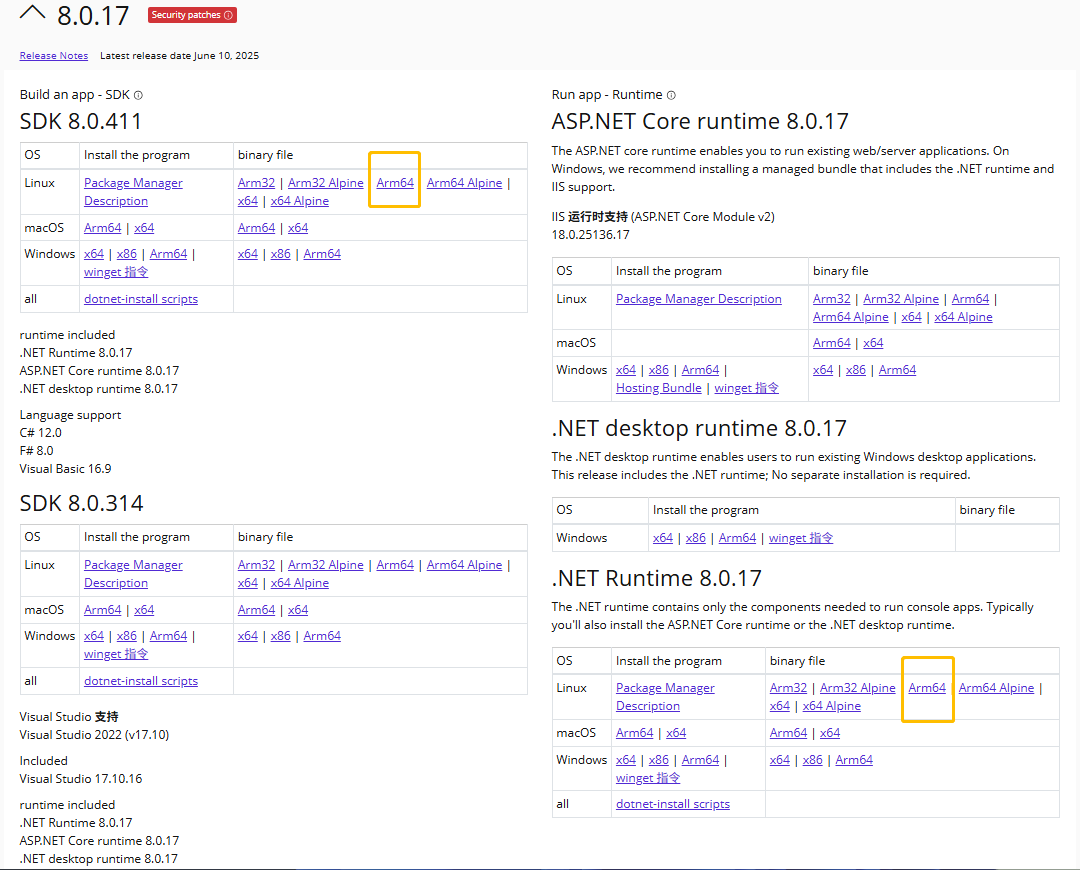 8.0.17 Security patches
Release Notes Latest release date June 10, 2025
Build an app - SDK
SDK 8.0.411
OS Install the program binary file
Linux Package Manager Description Arm32 | Arm32 Alpine | Arm64 | Arm64 Alpine |
x64 | x64 Alpine
macOS Arm64 | x64 Arm64 | x64
Windows x64 | x86 | Arm64 | x64 | x86 | Arm64
winget 指令
all dotnet-install scripts
runtime included
.NET Runtime 8.0.17
ASP.NET Core runtime 8.0.17
.NET desktop runtime 8.0.17
Language support
C# 12.0
F# 8.0
Visual Basic 16.9
SDK 8.0.314
OS Install the program binary file
Linux Package Manager Description Arm32 | Arm32 Alpine | Arm64 | Arm64 Alpine |
x64 | x64 Alpine
macOS Arm64 | x64 Arm64 | x64
Windows x64 | x86 | Arm64 | x64 | x86 | Arm64
winget 指令
all dotnet-install scripts
Visual Studio 支持
Visual Studio 2022 (v17.10)
Included
Visual Studio 17.10.16
runtime included
.NET Runtime 8.0.17
ASP.NET Core runtime 8.0.17
.NET desktop runtime 8.0.17
Run app - Runtime
ASP.NET Core runtime 8.0.17
The ASP.NET core runtime enables you to run existing web/server applications. On
Windows, we recommend installing a managed bundle that includes the .NET runtime and
IIS support.
IIS 运行时支持 (ASP.NET Core Module v2)
18.0.25136.17
OS Install the program binary file
Linux Package Manager Description Arm32 | Arm32 Alpine | Arm64 |
Arm64 Alpine | x64 | x64 Alpine
macOS Arm64 | x64
Windows x64 | x86 | Arm64 | x64 | x86 | Arm64
Hosting Bundle | winget 指令
.NET desktop runtime 8.0.17
The .NET desktop runtime enables users to run existing Windows desktop applications.
This release includes the .NET runtime; No separate installation is required.
OS Install the program binary file
Windows x64 | x86 | Arm64 | winget 指令
.NET Runtime 8.0.17
The .NET runtime contains only the components needed to run console apps. Typically
you'll also install the ASP.NET Core runtime or the .NET desktop runtime.
OS Install the program binary file
Linux Package Manager Description Arm32 | Arm32 Alpine | Arm64 | Arm64 Alpine |
x64 | x64 Alpine
macOS Arm64 | x64 Arm64 | x64
Windows x64 | x86 | Arm64 | x64 | x86 | Arm64
winget 指令
all dotnet-install scripts